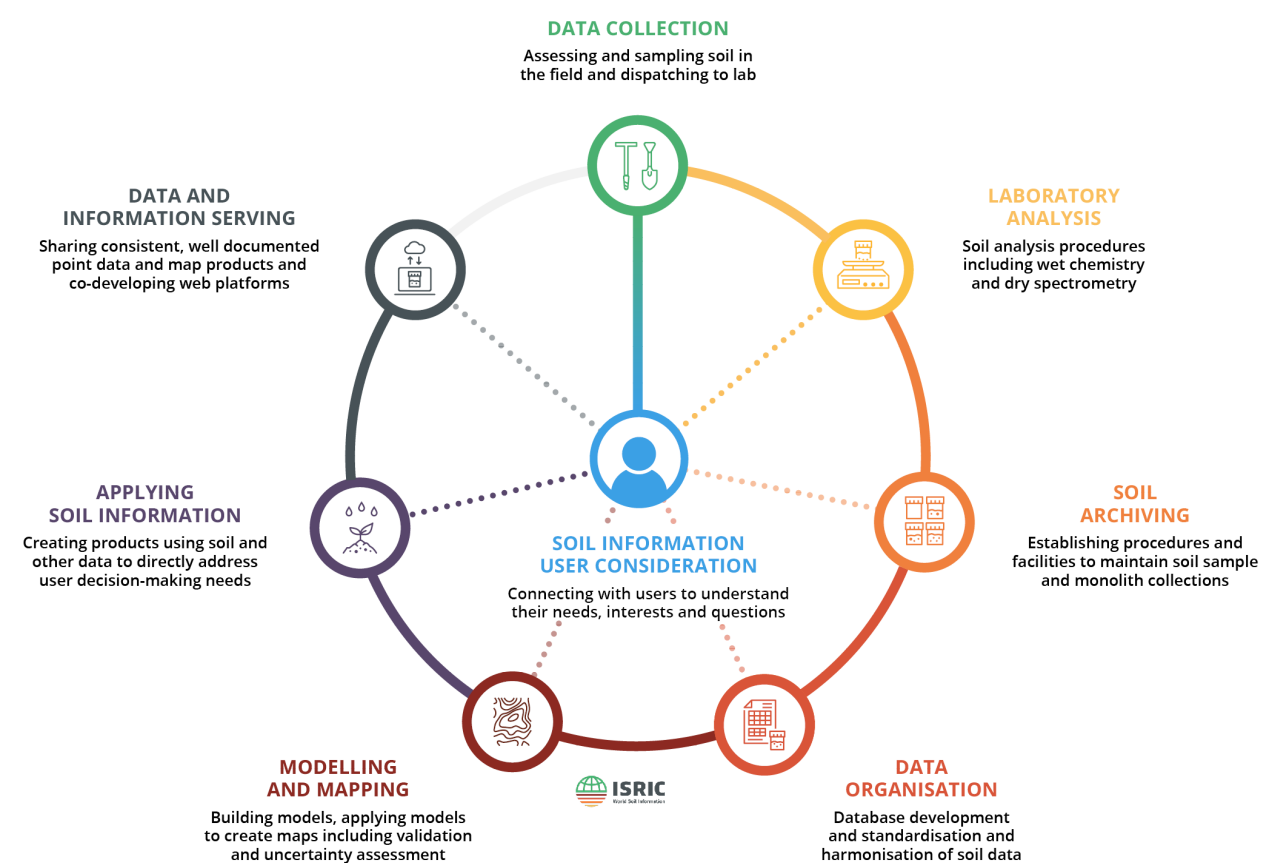 DATA COLLECTION
Assessing and sampling soil in
the field and dispatching to lab
LABORATORY
ANALYSIS
Soil analysis procedures
including wet chemistry
and dry spectrometry
SOIL
ARCHIVING
Establishing procedures and
facilities to maintain soil sample
and monolith collections
DATA
ORGANISATION
Database development
and standardisation and
harmonisation of soil data
MODELLING
AND MAPPING
Building models, applying models
to create maps including validation
and uncertainty assessment
APPLYING
SOIL INFORMATION
Creating products using soil and
other data to directly address
user decision-making needs
DATA AND
INFORMATION SERVING
Sharing consistent, well documented
point data and map products and
co-developing web platforms
SOIL INFORMATION
USER CONSIDERATION
Connecting with users to understand
their needs, interests and questions
ISRIC
World Soil Information